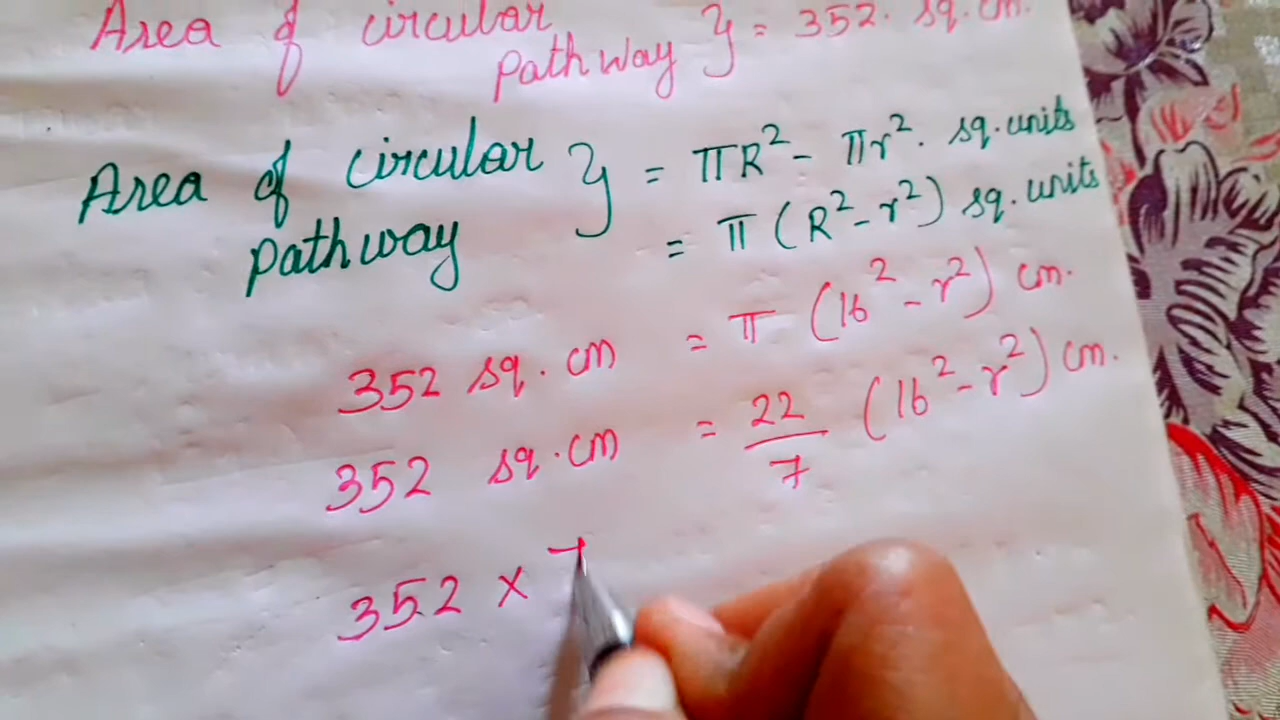 Area of circular pathway } = 352. sq.cm.
Area of circular pathway } = πR² - πr². sq.units
= π (R² - r²) sq.units
352 sq.cm = π (16² - r²) cm.
352 sq.cm = 22/7 (16² - r²) cm.
352 × 7